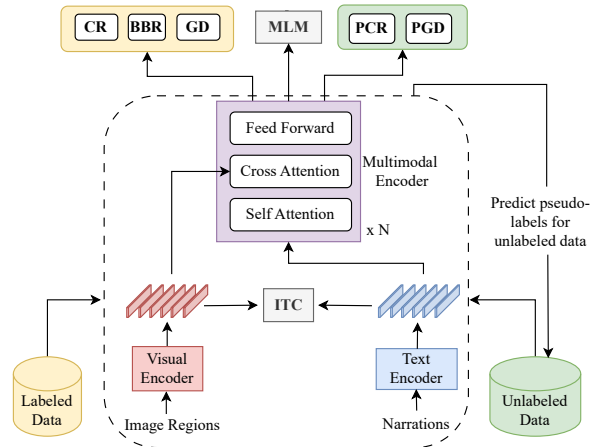 CR BBR GD
MLM
PCR PGD
Feed Forward
Cross Attention
Self Attention
Multimodal
Encoder
x N
Predict pseudo-
labels for
unlabeled data
ITC
Visual
Encoder
Text
Encoder
Labeled
Data
Unlabeled
Data
Image Regions
Narrations